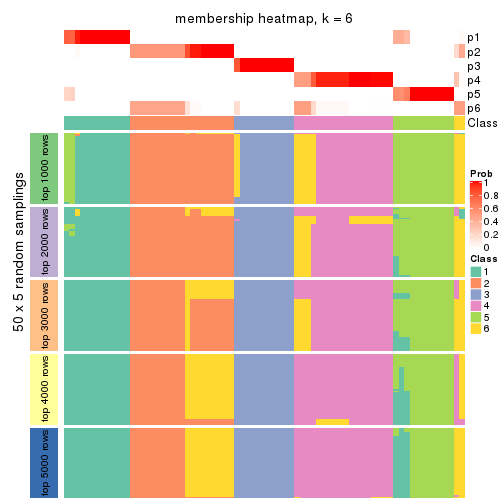 membership heatmap, k = 6
p1
p2
p3
p4
p5
p6
Class
50 x 5 random samplings
top 1000 rows
top 2000 rows
top 3000 rows
top 4000 rows
top 5000 rows
Prob
1
0.8
0.6
0.4
0.2
0
Class
1
2
3
4
5
6